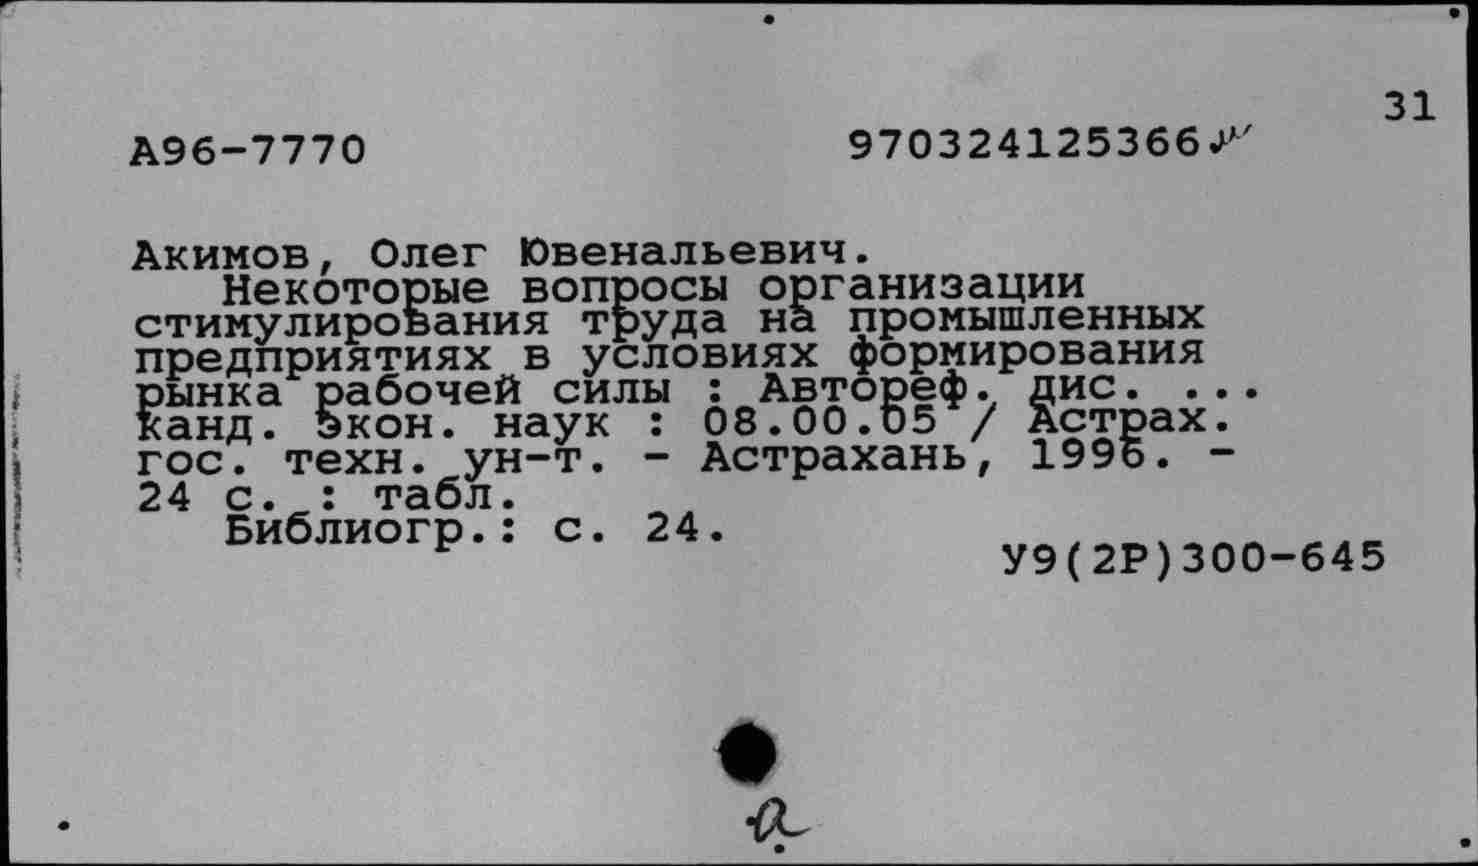 31
А96-7770 970324125366
Акимов, Олег Ювенальевич.
Некоторые вопросы организации
стимулирования труда на промышленных
предприятиях в условиях формирования
рынка рабочей силы : Автореф. дис. ...
канд. экон. наук : 08.00.05 / Астрах.
гос. техн. ун-т. - Астрахань, 1996. -
24 с. : табл.
Библиогр.: с. 24.
У9(2Р)300-645